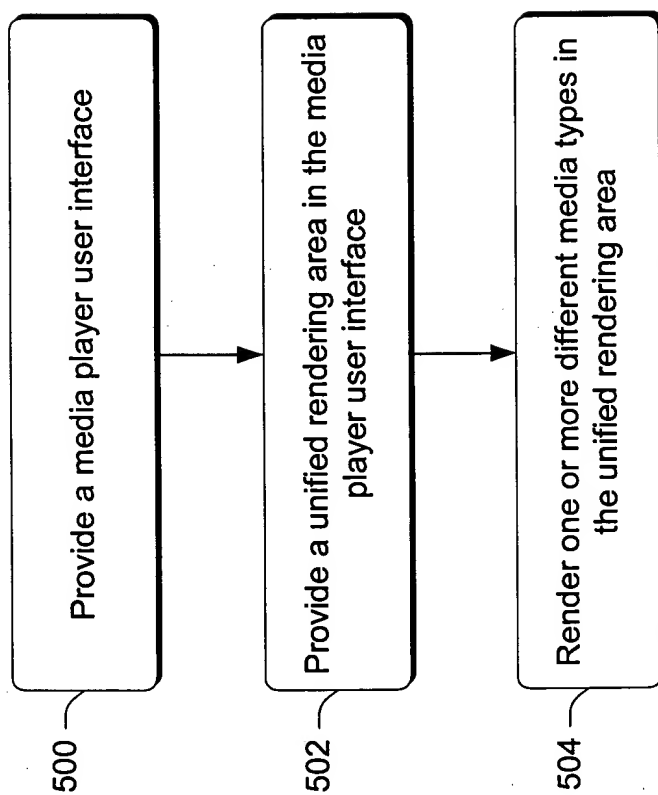 500
Provide a media player user interface
502
Provide a unified rendering area in the media
player user interface
504
Render one or more different media types in
the unified rendering area